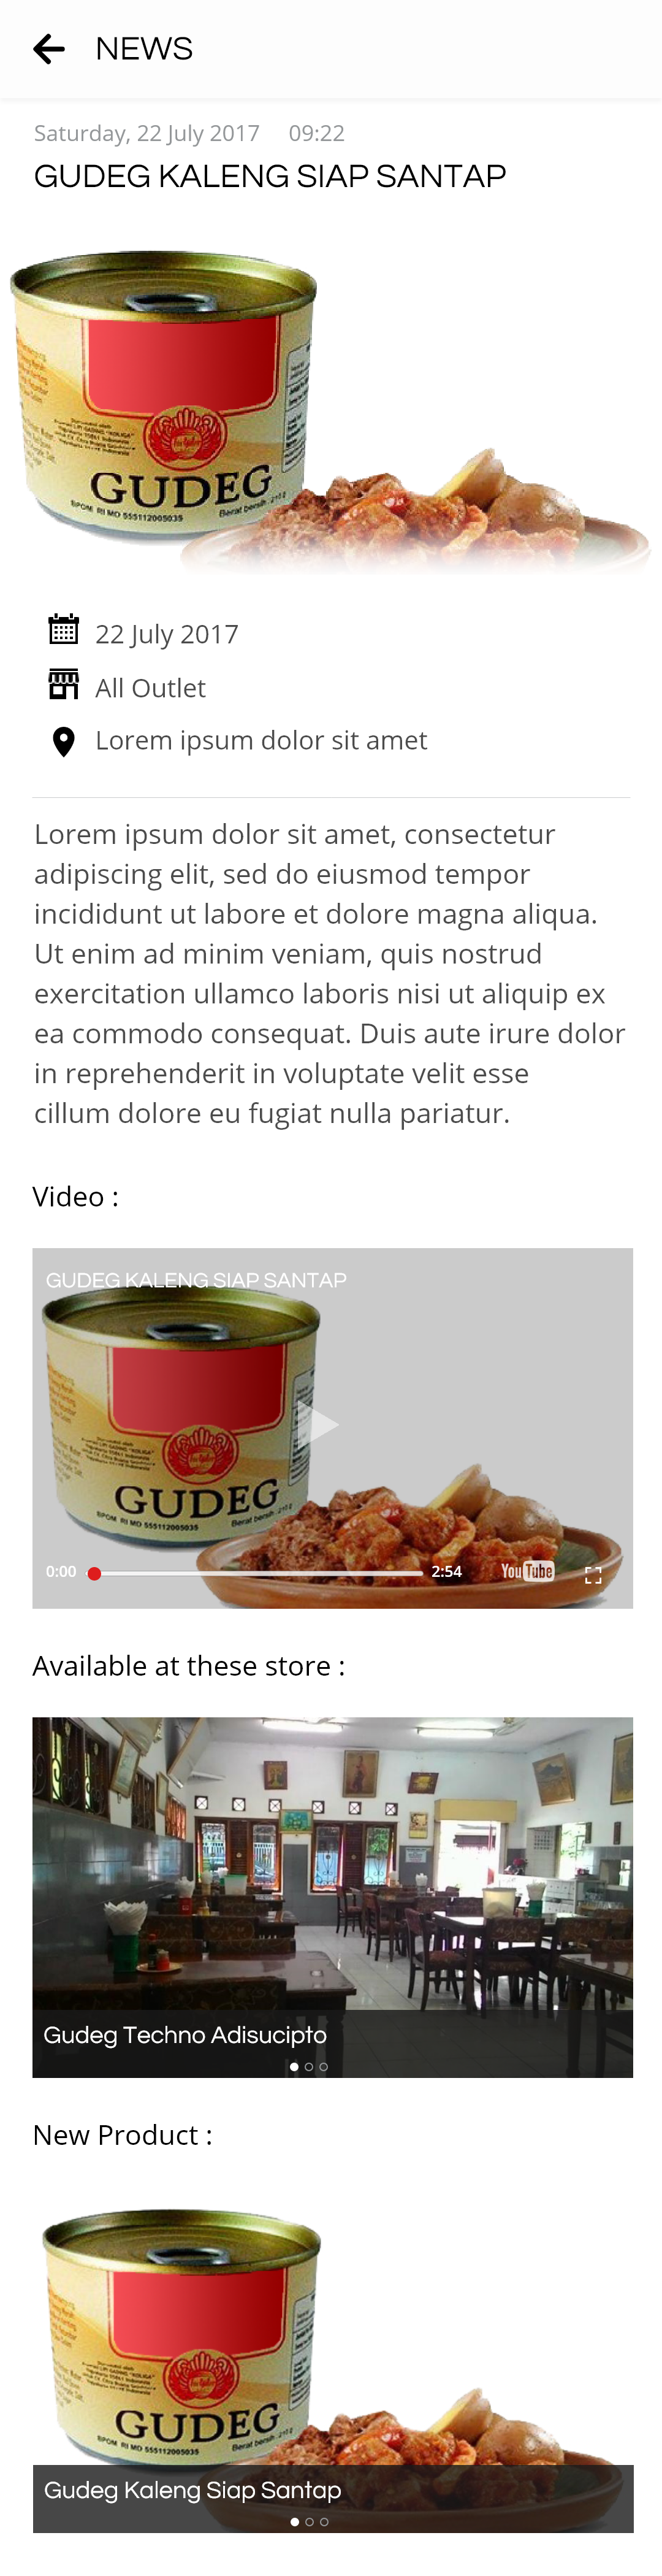 NEWS
Saturday, 22 July 2017 09:22
GUDEG KALENG SIAP SANTAP
GUDEG
BPOM RI MD 555112005035
Berat bersih : 210 g
22 July 2017
All Outlet
Lorem ipsum dolor sit amet
Lorem ipsum dolor sit amet, consectetur
adipiscing elit, sed do eiusmod tempor
incididunt ut labore et dolore magna aliqua.
Ut enim ad minim veniam, quis nostrud
exercitation ullamco laboris nisi ut aliquip ex
ea commodo consequat. Duis aute irure dolor
in reprehenderit in voluptate velit esse
cillum dolore eu fugiat nulla pariatur.
Video :
GUDEG KALENG SIAP SANTAP
GUDEG
BPOM RI MD 555112005035
Berat bersih : 210 g
0:00 2:54 YouTube
Available at these store :
Gudeg Techno Adisucipto
New Product :
GUDEG
BPOM RI MD 555112005035
Berat bersih : 210 g
Gudeg Kaleng Siap Santap